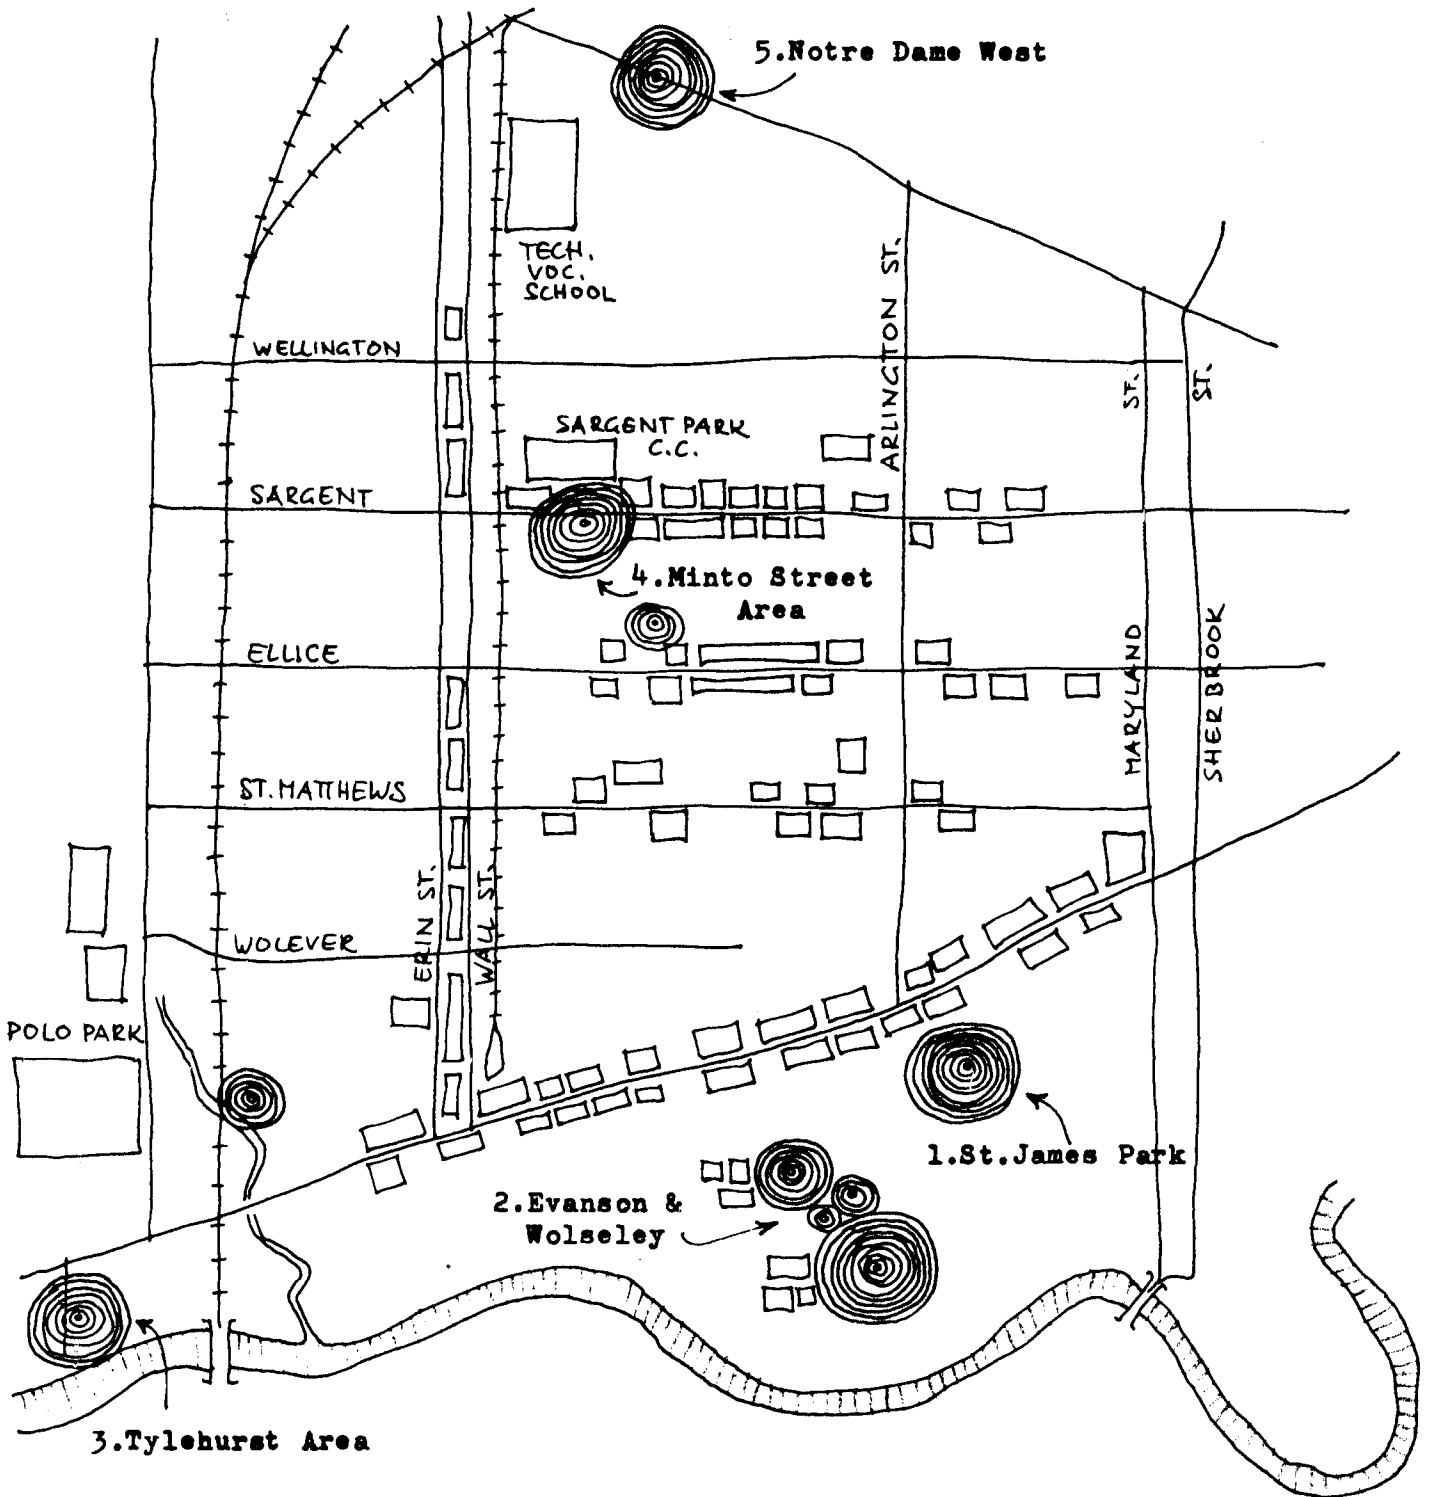 5.Notre Dame West
TECH.
VOC.
SCHOOL
ARLINGTON ST.
WELLINGTON
ST.
ST.
SARGENT PARK
C.C.
SARGENT
4.Minto Street
Area
ELLICE
MARYLAND
SHERBROOK
ST. MATTHEWS
ERIN ST.
WALL ST.
WOLEVER
POLO PARK
1.St.James Park
2.Evanson &
Wolseley
3.Tylehurst Area